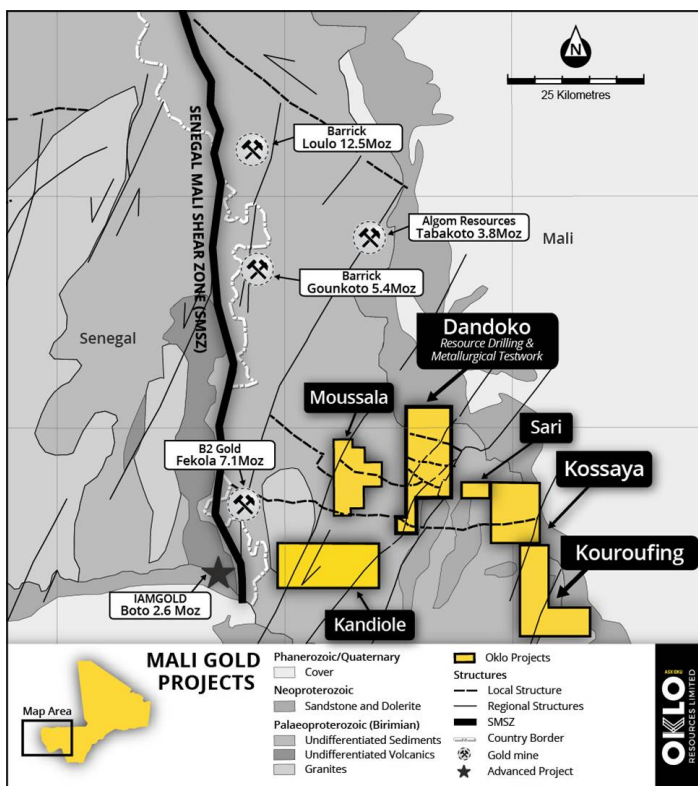 N
25 Kilometres
SENEGAL MALI SHEAR ZONE (SMSZ)
Barrick
Loulo 12.5Moz
Algom Resources
Tabakoto 3.8Moz
Mali
Barrick
Gounkoto 5.4Moz
Senegal
Dandoko
Resource Drilling &
Metallurgical Testwork
Moussala
Sari
B2 Gold
Fekola 7.1Moz
Kossaya
Kouroufing
IAMGOLD
Boto 2.6 Moz
Kandiole
MALI GOLD
PROJECTS
Map Area
Phanerozoic/Quaternary
Cover
Neoproterozoic
Sandstone and Dolerite
Palaeoproterozoic (Birimian)
Undifferentiated Sediments
Undifferentiated Volcanics
Granites
Oklo Projects
Structures
Local Structure
Regional Structures
SMSZ
Country Border
Gold mine
Advanced Project
ASX:OKU
OKLO
RESOURCES LIMITED